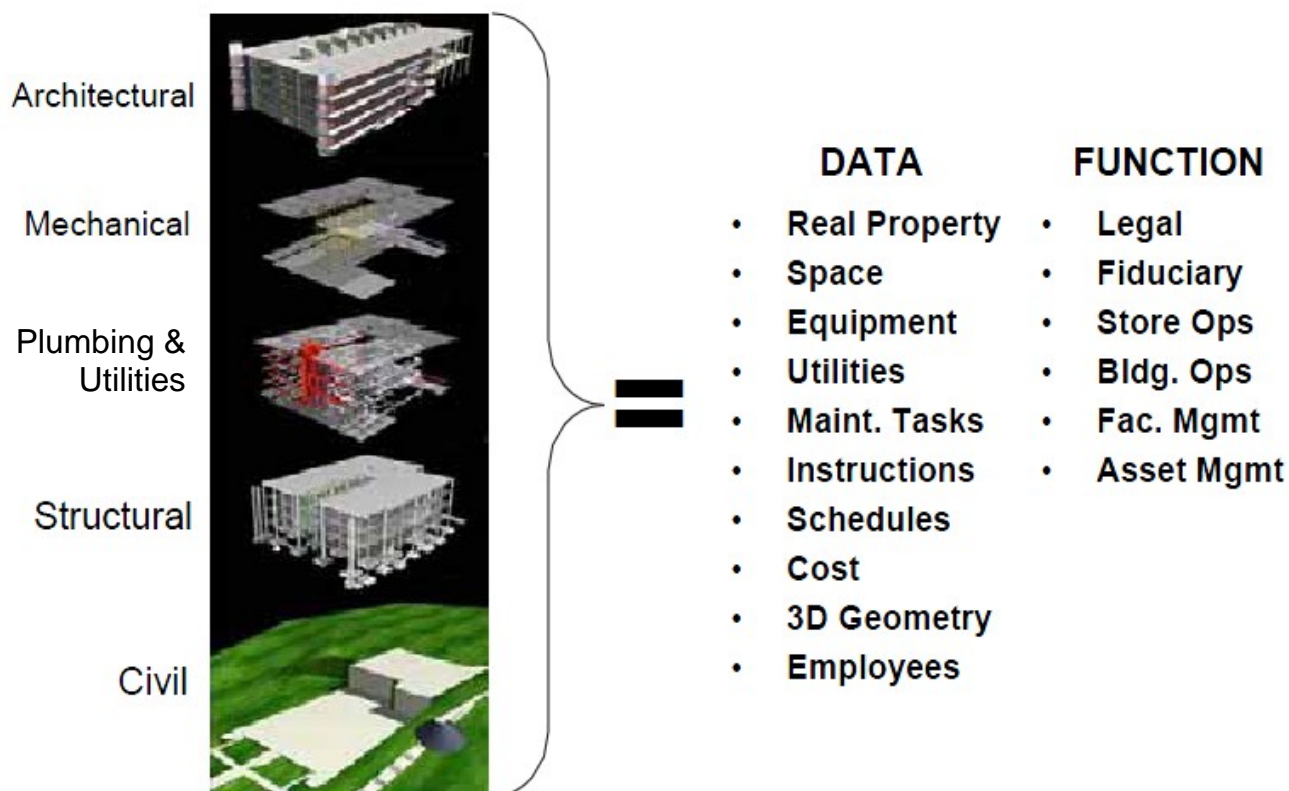 Architectural
Mechanical
Plumbing &
Utilities
Structural
Civil
=
DATA
• Real Property
• Space
• Equipment
• Utilities
• Maint. Tasks
• Instructions
• Schedules
• Cost
• 3D Geometry
• Employees
FUNCTION
• Legal
• Fiduciary
• Store Ops
• Bldg. Ops
• Fac. Mgmt
• Asset Mgmt